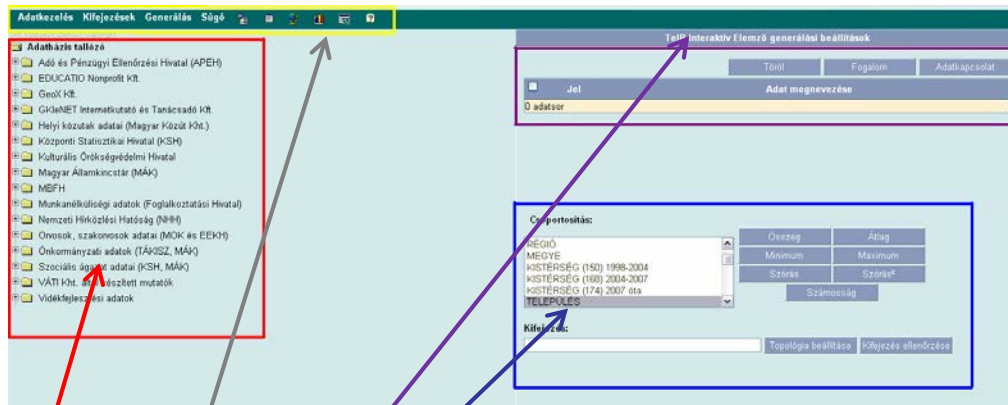 Adatkezelés Kifejezések Generálás Súgó
Adatbázis tallózó
Adó és Pénzügyi Ellenőrzési Hivatal (APEH)
EDUCATIO Nonprofit Kft.
GeoX Kft.
GKIeNET Internetkutató és Tanácsadó Kft.
Helyi közutak adatai (Magyar Közút Kht.)
Központi Statisztikai Hivatal (KSH)
Kulturális Örökségvédelmi Hivatal
Magyar Államkincstár (MÁK)
MBFH
Munkanélküliségi adatok (Foglalkoztatási Hivatal)
Nemzeti Hírközlési Hatóság (NHH)
Orvosok, szakorvosok adatai (MOK és EEKH)
Önkormányzati adatok (TÁKISZ, MÁK)
Szociális ágazat adatai (KSH, MÁK)
VÁTI Kht. által készített mutatók
Vidékfejlesztési adatok
TeIR Interaktív Elemző generálási beállítások
Töröl Fogalom Adatkapcsolat
Jel Adat megnevezése
0 adatsor
Csoportosítás:
RÉGIÓ
MEGYE
KISTÉRSÉG (150) 1998-2004
KISTÉRSÉG (168) 2004-2007
KISTÉRSÉG (174) 2007 óta
TELEPÜLÉS
Összeg Átlag
Minimum Maximum
Szórás Szórás²
Számosság
Kifejezés:
Topológia beállítása Kifejezés ellenőrzése